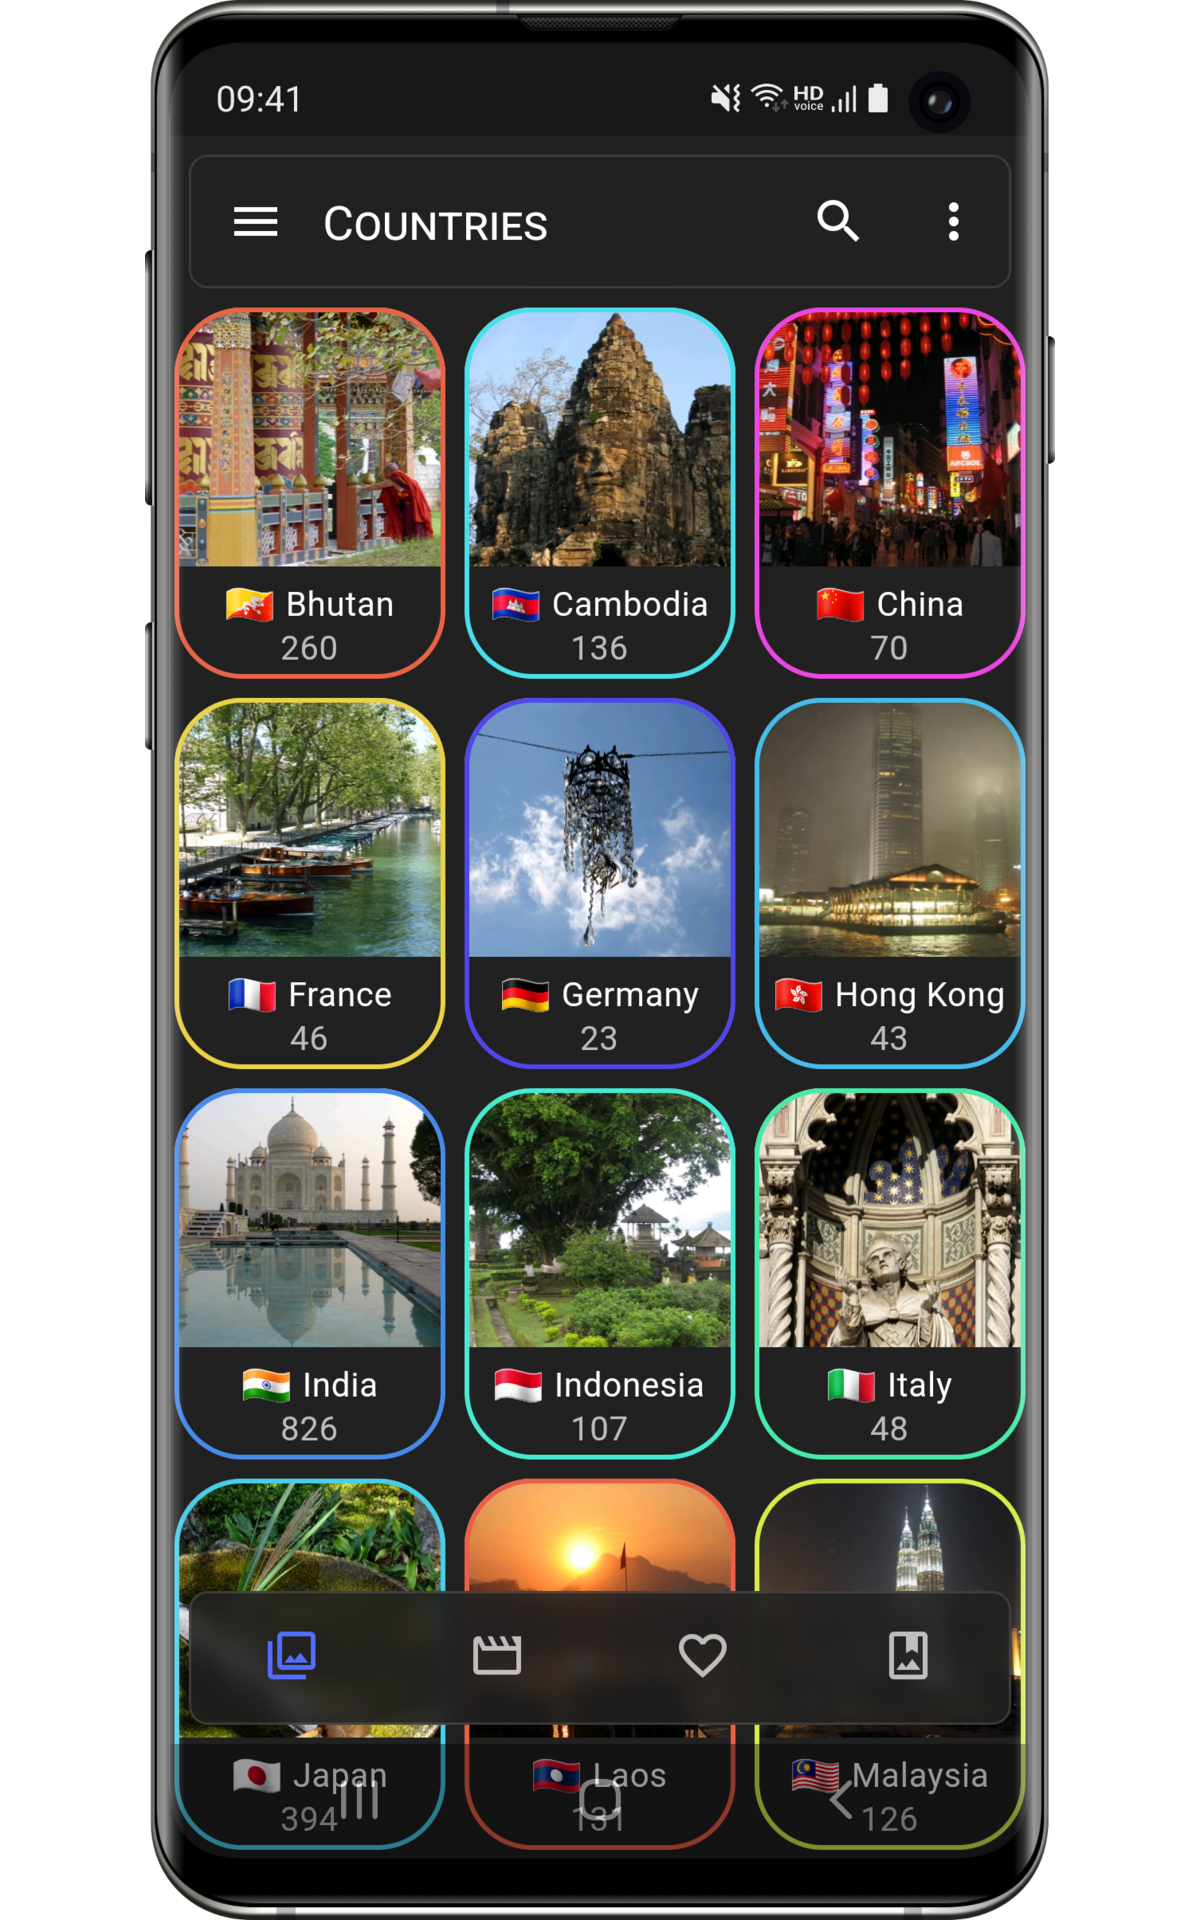 09:41
HD
voice
COUNTRIES
Bhutan
260
Cambodia
136
China
70
France
46
Germany
23
Hong Kong
43
India
826
Indonesia
107
Italy
48
Japan
394
Laos
131
Malaysia
126